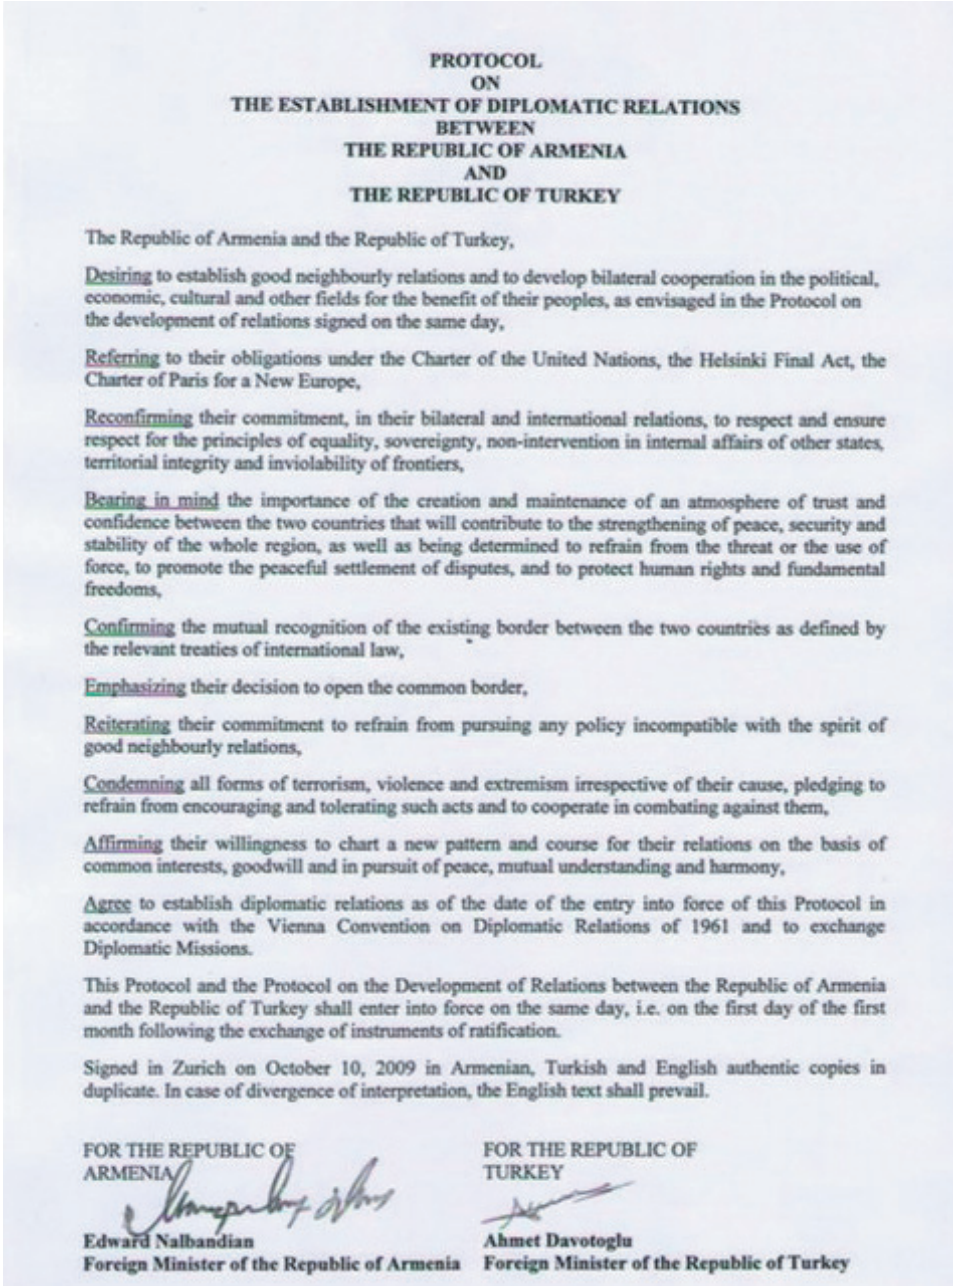 PROTOCOL
ON
THE ESTABLISHMENT OF DIPLOMATIC RELATIONS
BETWEEN
THE REPUBLIC OF ARMENIA
AND
THE REPUBLIC OF TURKEY
The Republic of Armenia and the Republic of Turkey,
Desiring to establish good neighbourly relations and to develop bilateral cooperation in the political,
economic, cultural and other fields for the benefit of their peoples, as envisaged in the Protocol on
the development of relations signed on the same day,
Referring to their obligations under the Charter of the United Nations, the Helsinki Final Act, the
Charter of Paris for a New Europe,
Reconfirming their commitment, in their bilateral and international relations, to respect and ensure
respect for the principles of equality, sovereignty, non-intervention in internal affairs of other states,
territorial integrity and inviolability of frontiers,
Bearing in mind the importance of the creation and maintenance of an atmosphere of trust and
confidence between the two countries that will contribute to the strengthening of peace, security and
stability of the whole region, as well as being determined to refrain from the threat or the use of
force, to promote the peaceful settlement of disputes, and to protect human rights and fundamental
freedoms,
Confirming the mutual recognition of the existing border between the two countries as defined by
the relevant treaties of international law,
Emphasizing their decision to open the common border,
Reiterating their commitment to refrain from pursuing any policy incompatible with the spirit of
good neighbourly relations,
Condemning all forms of terrorism, violence and extremism irrespective of their cause, pledging to
refrain from encouraging and tolerating such acts and to cooperate in combating against them,
Affirming their willingness to chart a new pattern and course for their relations on the basis of
common interests, goodwill and in pursuit of peace, mutual understanding and harmony,
Agree to establish diplomatic relations as of the date of the entry into force of this Protocol in
accordance with the Vienna Convention on Diplomatic Relations of 1961 and to exchange
Diplomatic Missions.
This Protocol and the Protocol on the Development of Relations between the Republic of Armenia
and the Republic of Turkey shall enter into force on the same day, i.e. on the first day of the first
month following the exchange of instruments of ratification.
Signed in Zurich on October 10, 2009 in Armenian, Turkish and English authentic copies in
duplicate. In case of divergence of interpretation, the English text shall prevail.
FOR THE REPUBLIC OF
ARMENIA
Edward Nalbandian
Foreign Minister of the Republic of Armenia
FOR THE REPUBLIC OF
TURKEY
Ahmet Davotoglu
Foreign Minister of the Republic of Turkey